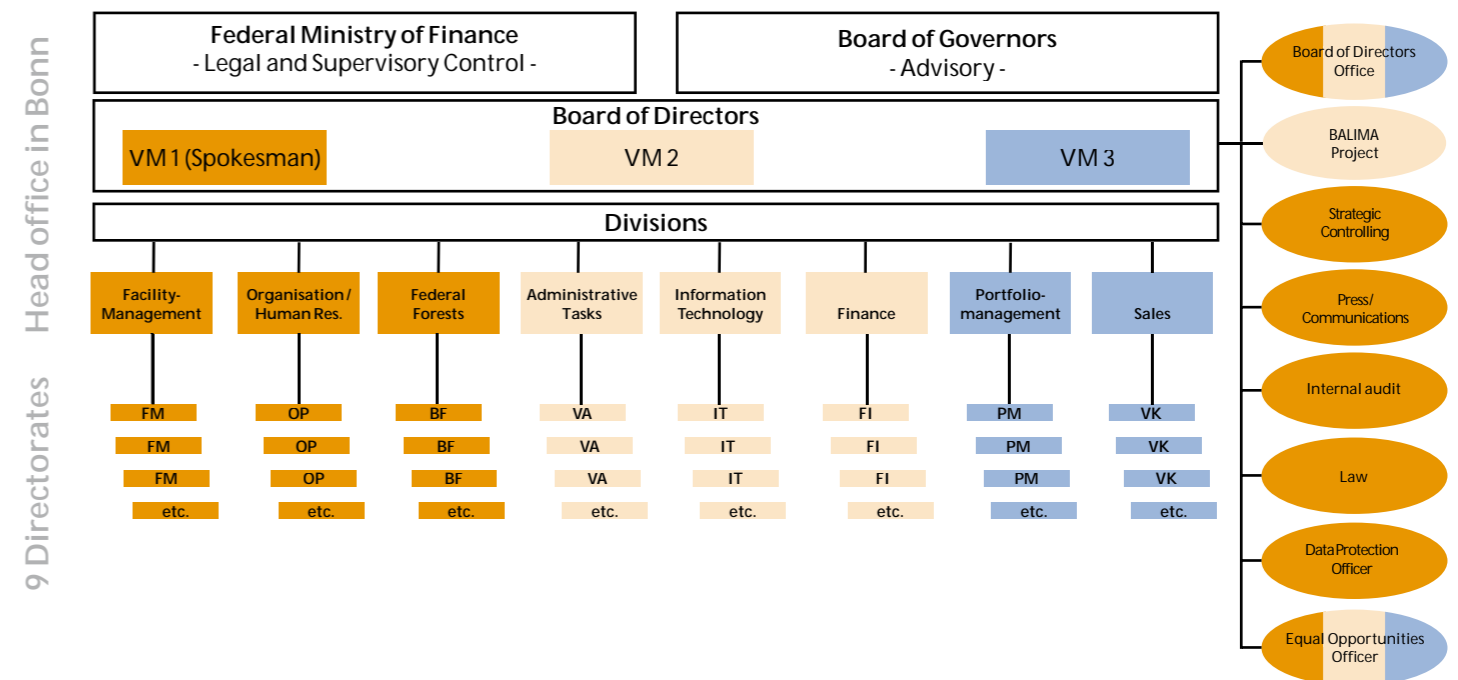 Head office in Bonn
9 Directorates
Federal Ministry of Finance
- Legal and Supervisory Control -
Board of Governors
- Advisory -
Board of Directors
VM 1 (Spokesman)
VM 2
VM 3
Divisions
Facility-
Management
Organisation /
Human Res.
Federal
Forests
Administrative
Tasks
Information
Technology
Finance
Portfolio-
management
Sales
FM OP BF VA IT FI PM VK
FM OP BF VA IT FI PM VK
FM OP BF VA IT FI PM VK
etc. etc. etc. etc. etc. etc. etc. etc.
Board of Directors
Office
BALIMA
Project
Strategic
Controlling
Press/
Communications
Internal audit
Law
Data Protection
Officer
Equal Opportunities
Officer